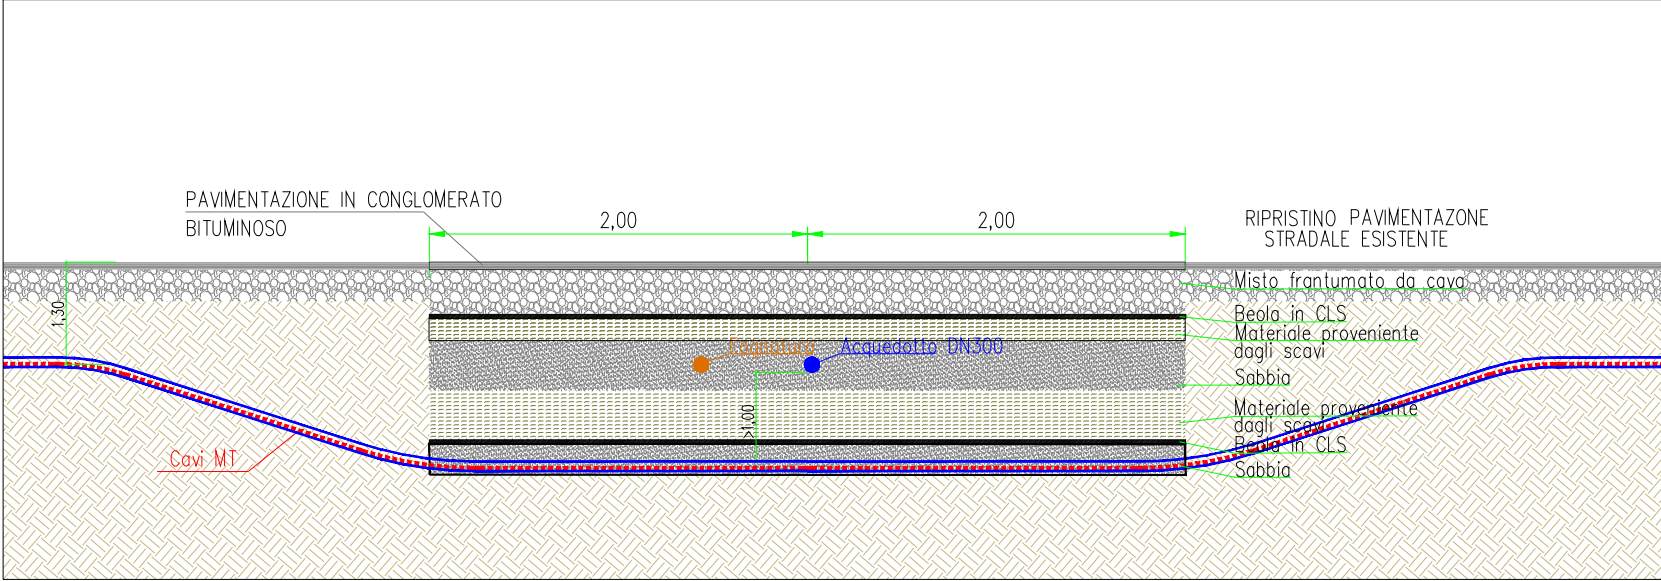 PAVIMENTAZIONE IN CONGLOMERATO
BITUMINOSO
2,00
2,00
RIPRISTINO PAVIMENTAZONE
STRADALE ESISTENTE
1,30
Misto frantumato da cava
Beola in CLS
Materiale proveniente
dagli scavi
Fognatura
Acquedotto DN300
Sabbia
>1,00
Materiale proveniente
dagli scavi
Beola in CLS
Cavi MT
Sabbia